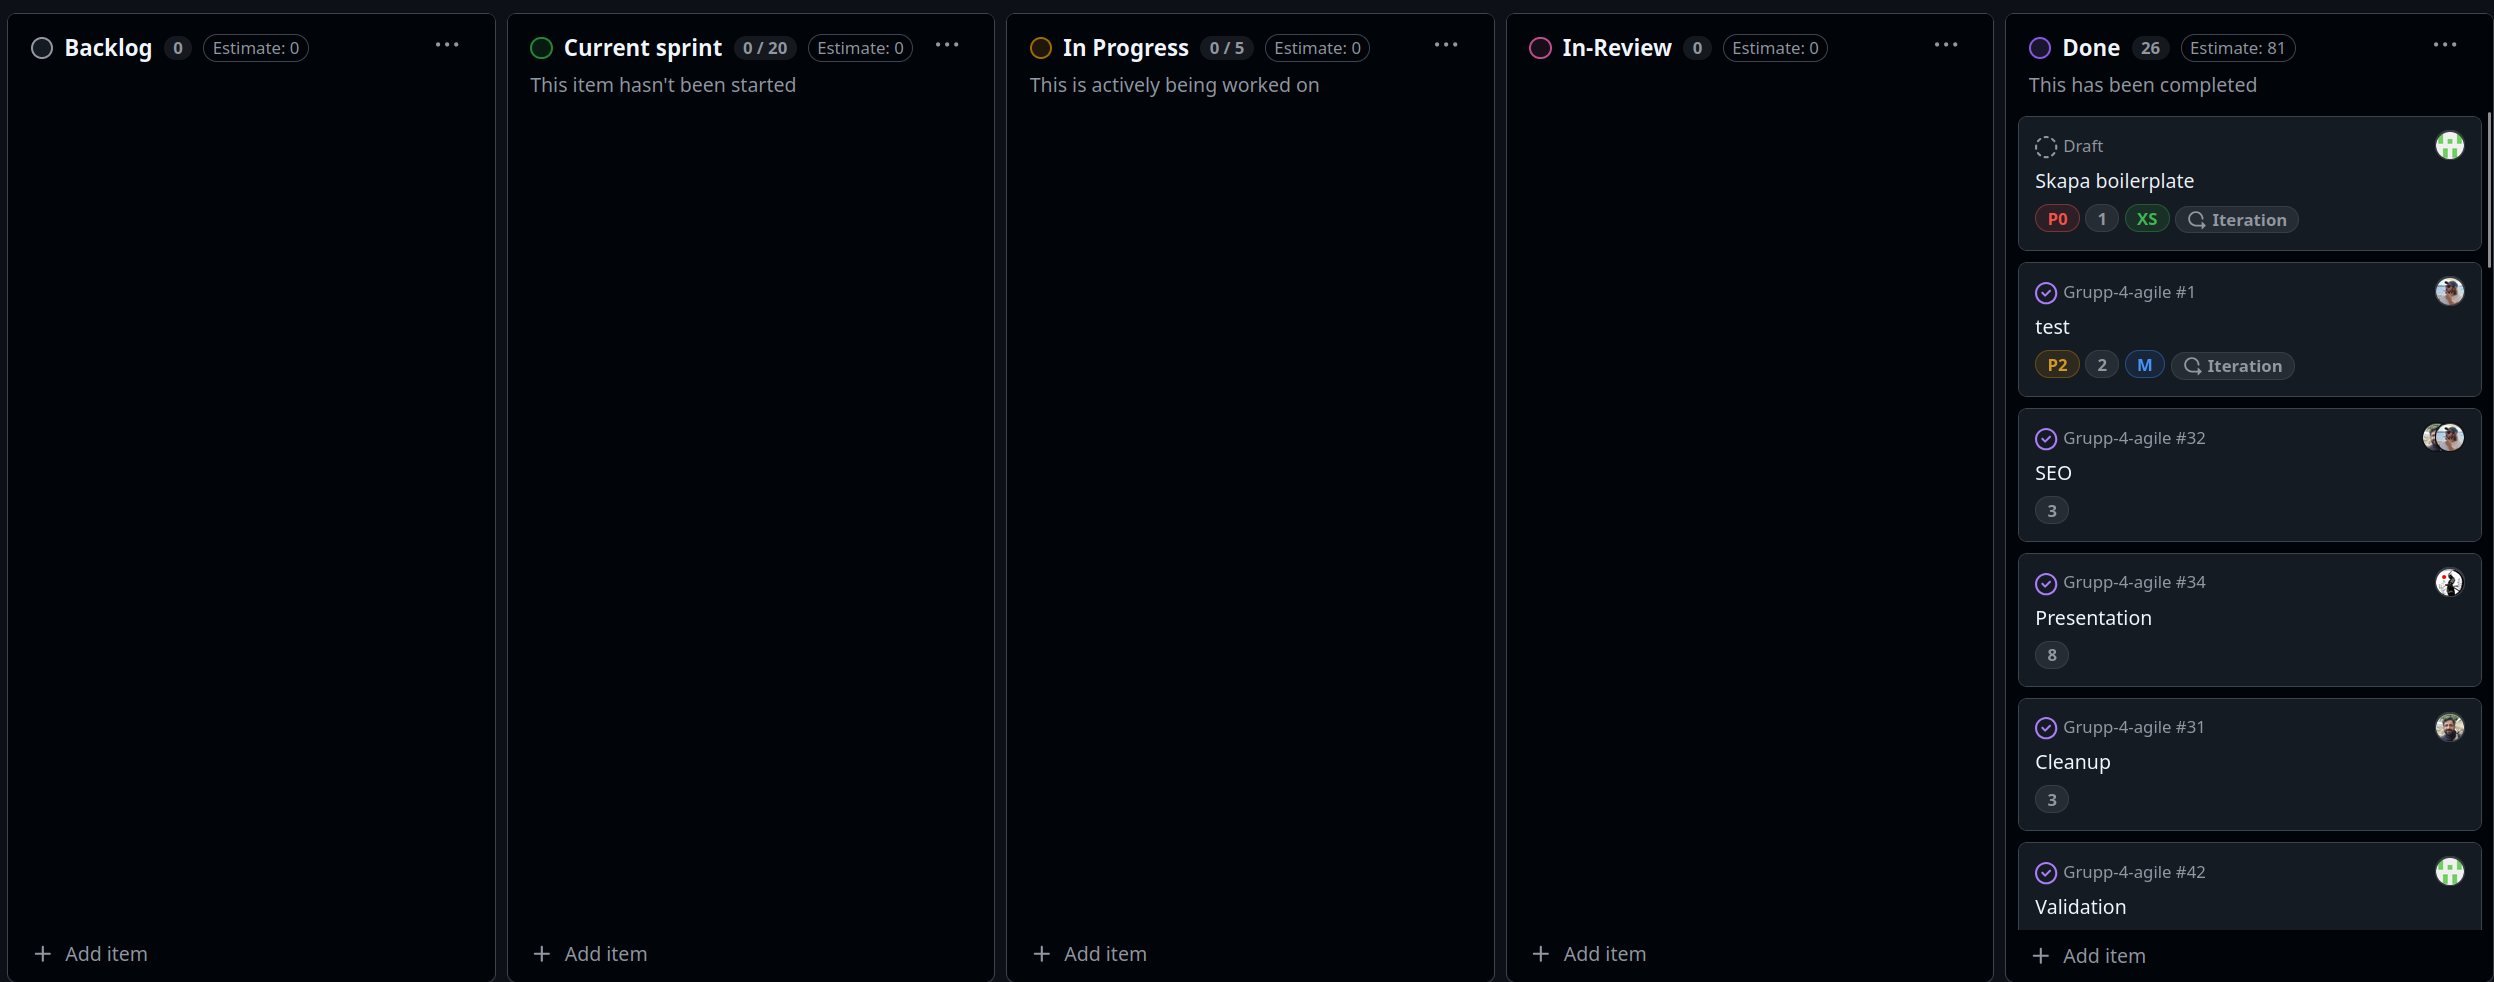 Backlog 0 Estimate: 0
Current sprint 0 / 20 Estimate: 0
This item hasn't been started
In Progress 0 / 5 Estimate: 0
This is actively being worked on
In-Review 0 Estimate: 0
Done 26 Estimate: 81
This has been completed
Draft
Skapa boilerplate
P0 1 XS Iteration
Grupp-4-agile #1
test
P2 2 M Iteration
Grupp-4-agile #32
SEO
3
Grupp-4-agile #34
Presentation
8
Grupp-4-agile #31
Cleanup
3
Grupp-4-agile #42
Validation
Add item
Add item
Add item
Add item
Add item